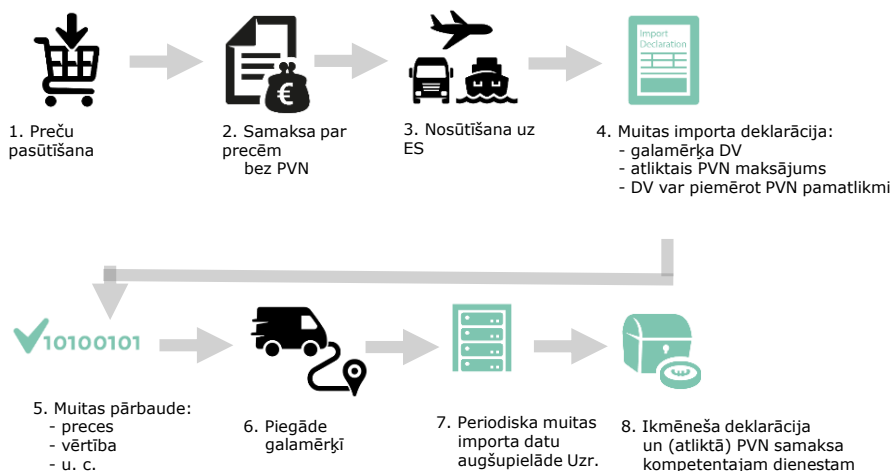 Import
Declaration
1. Preču
pasūtīšana
2. Samaksa par
precēm
bez PVN
3. Nosūtīšana uz
ES
4. Muitas importa deklarācija:
- galamērķa DV
- atliktais PVN maksājums
- DV var piemērot PVN pamatlikmi
10100101
5. Muitas pārbaude:
- preces
- vērtība
- u. c.
6. Piegāde
galamērķī
7. Periodiska muitas
importa datu
augšupielāde Uzr.
8. Ikmēneša deklarācija
un (atliktā) PVN samaksa
kompetentajam dienestam